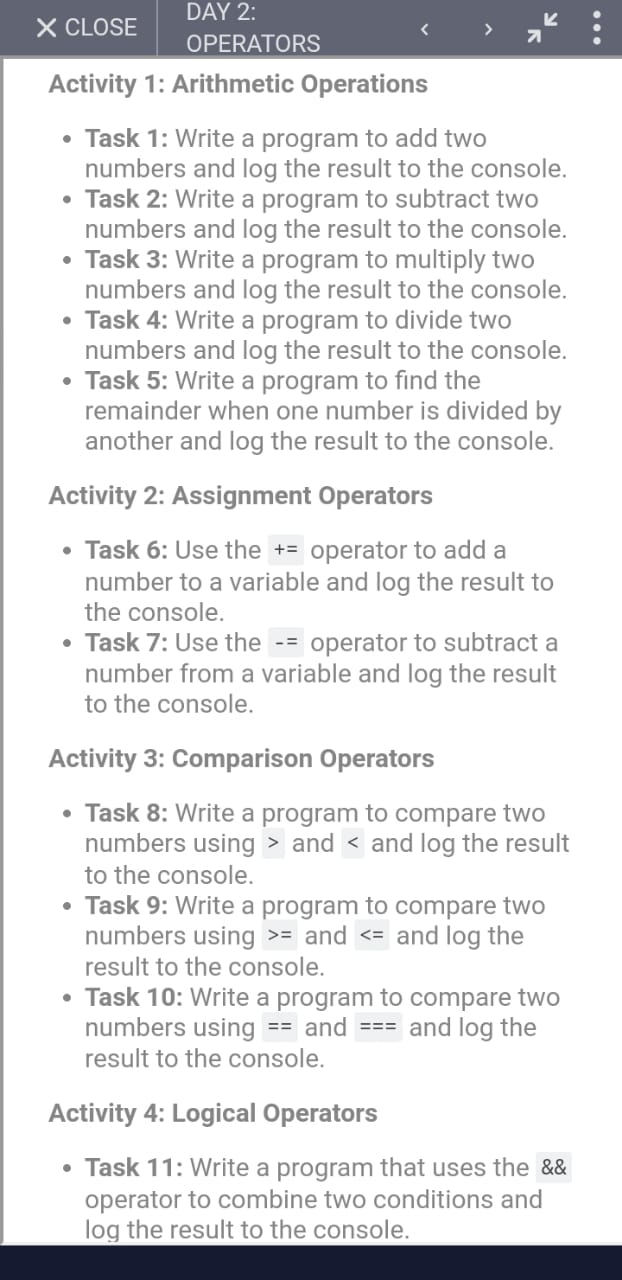 CLOSE
DAY 2:
OPERATORS
Activity 1: Arithmetic Operations
Task 1: Write a program to add two
numbers and log the result to the console.
Task 2: Write a program to subtract two
numbers and log the result to the console.
Task 3: Write a program to multiply two
numbers and log the result to the console.
Task 4: Write a program to divide two
numbers and log the result to the console.
Task 5: Write a program to find the
remainder when one number is divided by
another and log the result to the console.
Activity 2: Assignment Operators
Task 6: Use the += operator to add a
number to a variable and log the result to
the console.
Task 7: Use the -= operator to subtract a
number from a variable and log the result
to the console.
Activity 3: Comparison Operators
Task 8: Write a program to compare two
numbers using > and < and log the result
to the console.
Task 9: Write a program to compare two
numbers using >= and <= and log the
result to the console.
Task 10: Write a program to compare two
numbers using == and === and log the
result to the console.
Activity 4: Logical Operators
Task 11: Write a program that uses the &&
operator to combine two conditions and
log the result to the console.